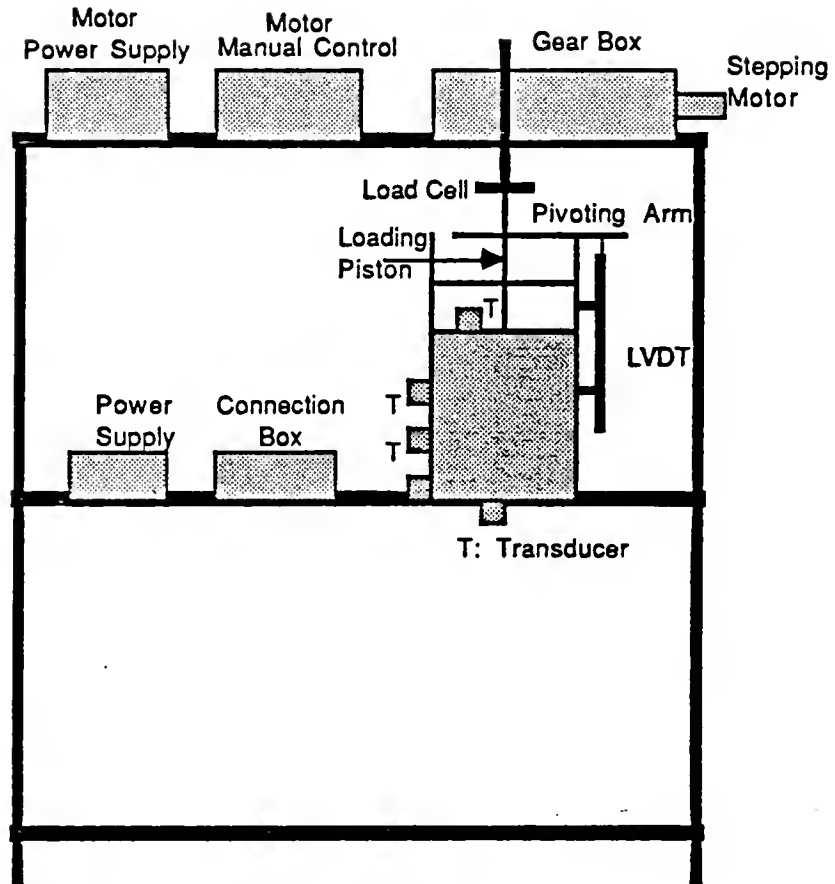 Motor
Power Supply
Motor
Manual Control
Gear Box
Stepping
Motor
Load Cell
Pivoting Arm
Loading
Piston
T
LVDT
T
T
Power
Supply
Connection
Box
T: Transducer